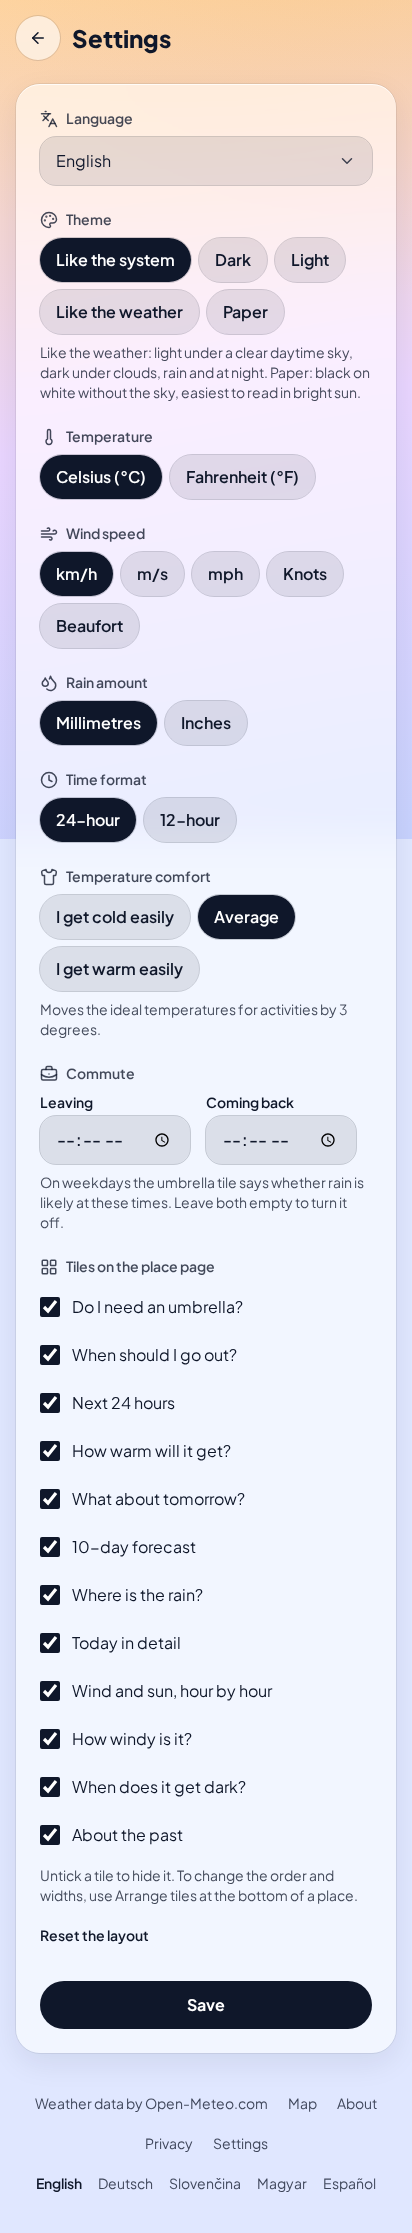 Settings
Language
English
Theme
Like the system
Dark
Light
Like the weather
Paper
Like the weather: light under a clear daytime sky,
dark under clouds, rain and at night. Paper: black on
white without the sky, easiest to read in bright sun.
Temperature
Celsius (°C)
Fahrenheit (°F)
Wind speed
km/h
m/s
mph
Knots
Beaufort
Rain amount
Millimetres
Inches
Time format
24-hour
12-hour
Temperature comfort
I get cold easily
Average
I get warm easily
Moves the ideal temperatures for activities by 3
degrees.
Commute
Leaving
Coming back
--:-- --
--:-- --
On weekdays the umbrella tile says whether rain is
likely at these times. Leave both empty to turn it
off.
Tiles on the place page
Do I need an umbrella?
When should I go out?
Next 24 hours
How warm will it get?
What about tomorrow?
10-day forecast
Where is the rain?
Today in detail
Wind and sun, hour by hour
How windy is it?
When does it get dark?
About the past
Untick a tile to hide it. To change the order and
widths, use Arrange tiles at the bottom of a place.
Reset the layout
Save
Weather data by Open-Meteo.com Map About
Privacy Settings
English Deutsch Slovenčina Magyar Español